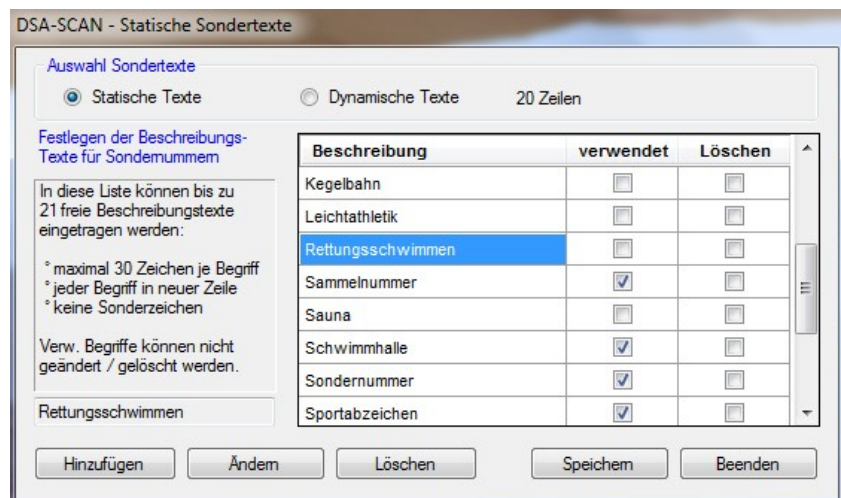 DSA-SCAN - Statische Sondertexte
Auswahl Sondertexte
Statische Texte Dynamische Texte 20 Zeilen
Festlegen der Beschreibungs-
Texte für Sondernummern
In diese Liste können bis zu
21 freie Beschreibungstexte
eingetragen werden:
° maximal 30 Zeichen je Begriff
° jeder Begriff in neuer Zeile
° keine Sonderzeichen
Verw. Begriffe können nicht
geändert / gelöscht werden.
Rettungsschwimmen
Beschreibung verwendet Löschen
Kegelbahn
Leichtathletik
Rettungsschwimmen
Sammelnummer
Sauna
Schwimmhalle
Sondernummer
Sportabzeichen
Hinzufügen Ändern Löschen Speichern Beenden